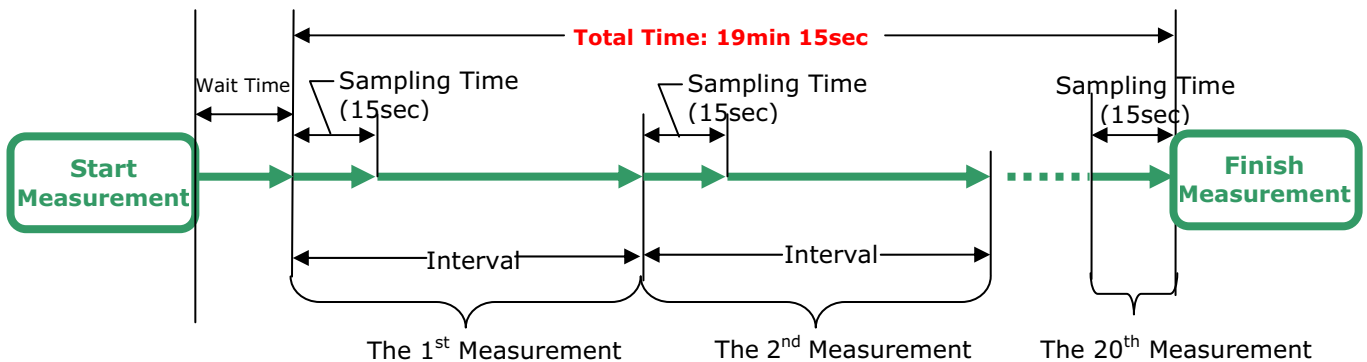 Total Time: 19min 15sec
Wait Time
Sampling Time
(15sec)
Sampling Time
(15sec)
Sampling Time
(15sec)
Start
Measurement
Finish
Measurement
Interval
Interval
The 1st Measurement
The 2nd Measurement
The 20th Measurement